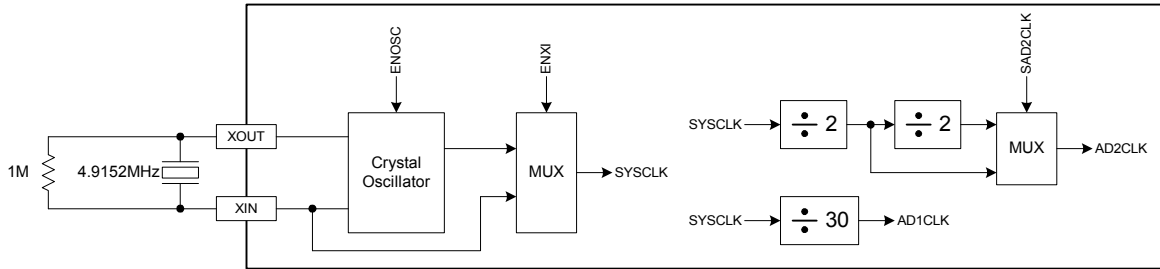 ENOSC
ENXI
SAD2CLK
XOUT
1M
4.9152MHz
Crystal
Oscillator
MUX
SYSCLK
XIN
SYSCLK
÷ 2
÷ 2
MUX
AD2CLK
SYSCLK
÷ 30
AD1CLK